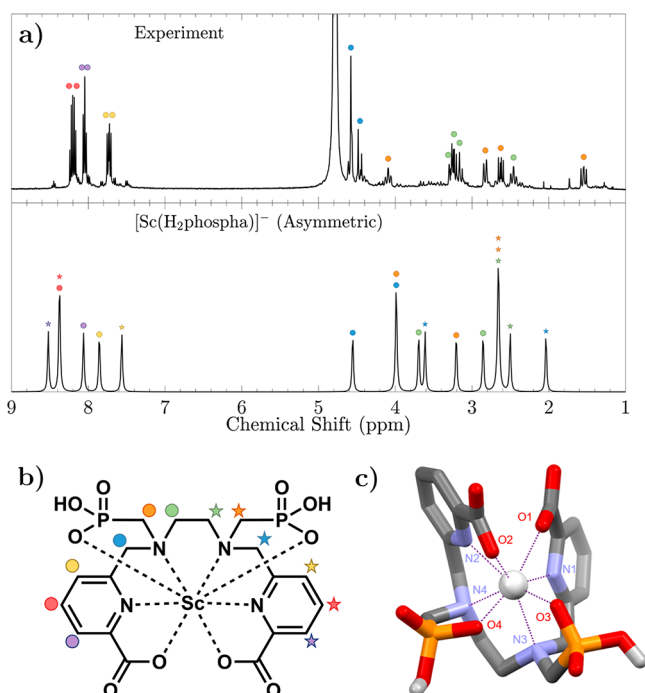 a)
Experiment
[Sc(H₂phospha)]⁻ (Asymmetric)
9 8 7 6 5 4 3 2 1
Chemical Shift (ppm)
b)
O O
HO P P OH
O O
N N
N Sc N
O O
O O
c)
O1
O2
N2 N1
N4
O4 O3
N3